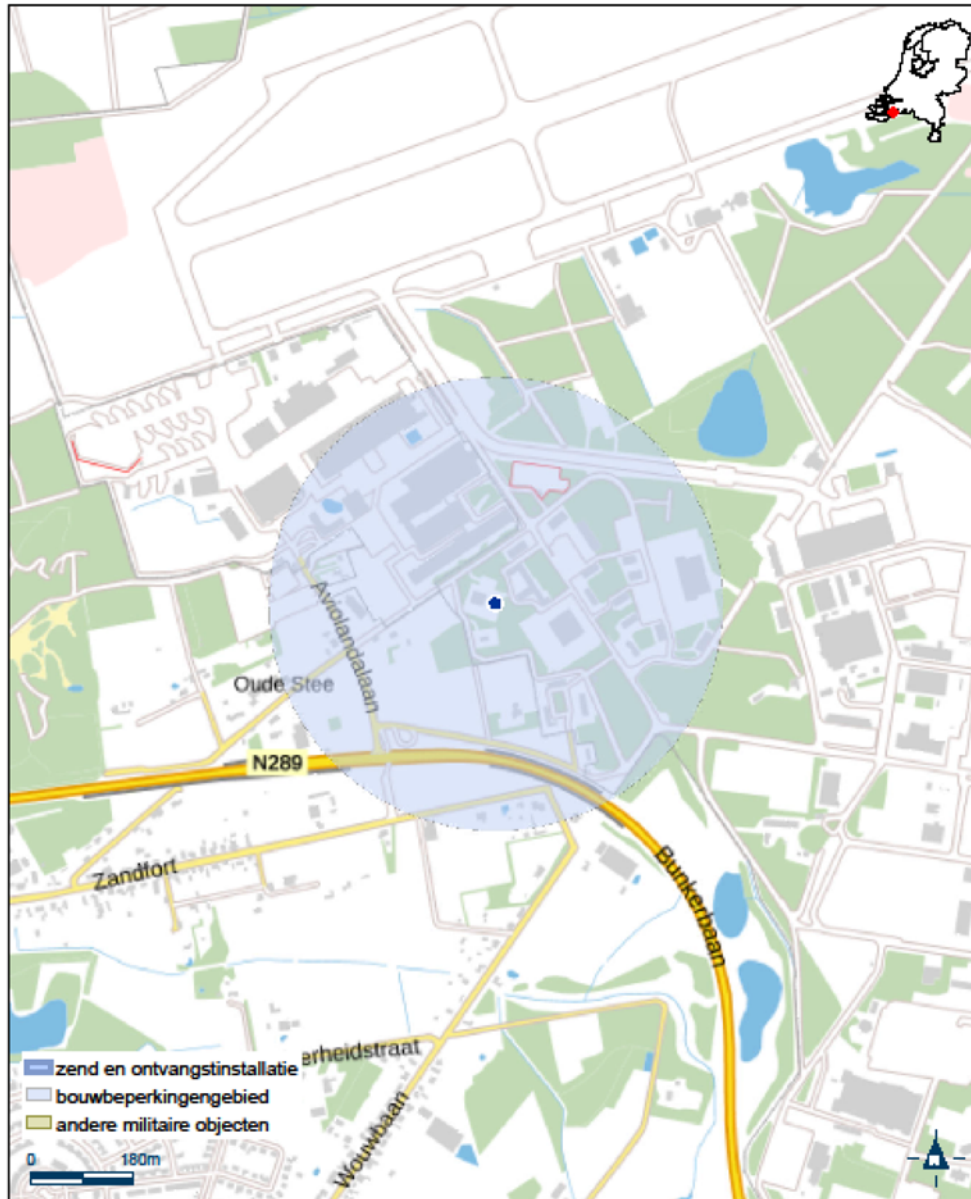 Aviolandalaan
Oude Stee
N289
Zandfort
Bunkerbaan
erheidstraat
Wouwbaan
zend en ontvangstinstallatie
bouwbeperkingengebied
andere militaire objecten
0 180m
N